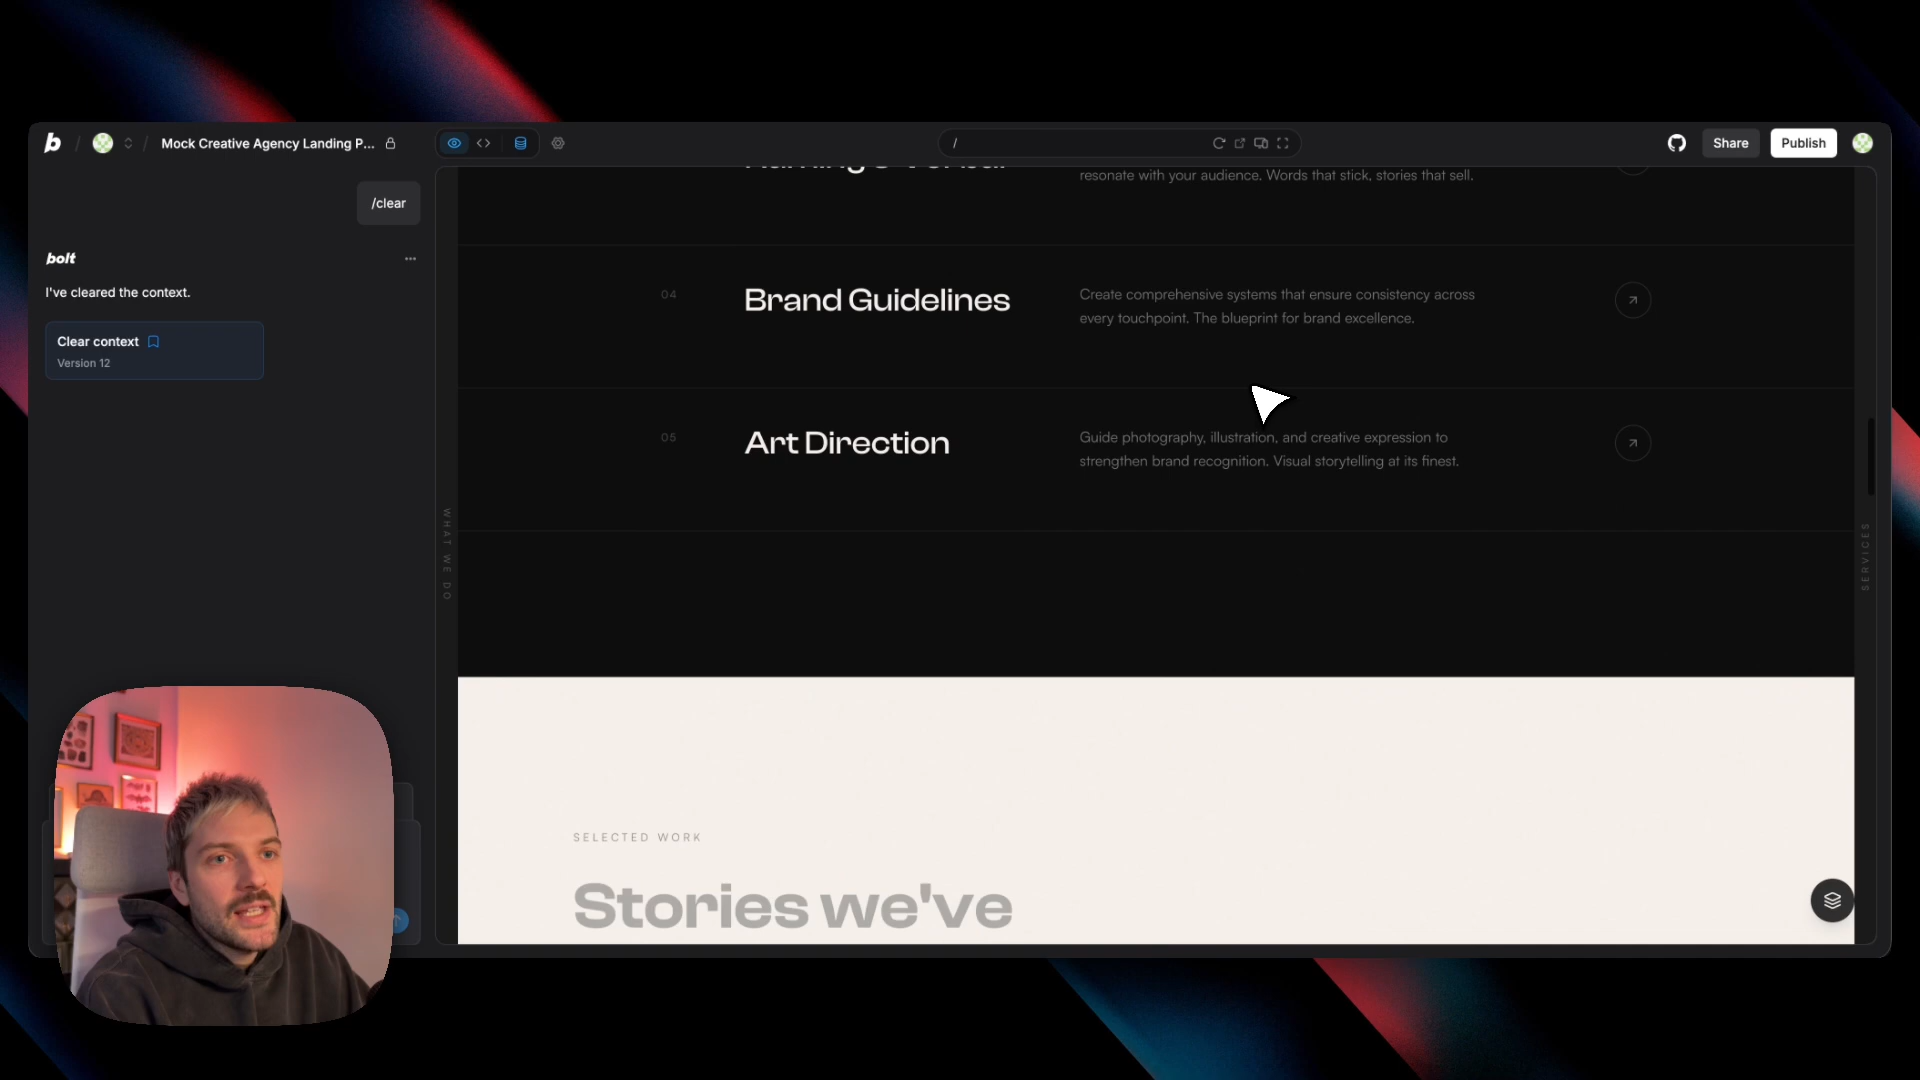 b / / Mock Creative Agency Landing P... / Share Publish
/clear
bolt
I've cleared the context.
Clear context
Version 12
WHAT WE DO
resonate with your audience. Words that stick, stories that sell.
04
Brand Guidelines
Create comprehensive systems that ensure consistency across
every touchpoint. The blueprint for brand excellence.
05
Art Direction
Guide photography, illustration, and creative expression to
strengthen brand recognition. Visual storytelling at its finest.
SERVICES
SELECTED WORK
Stories we've